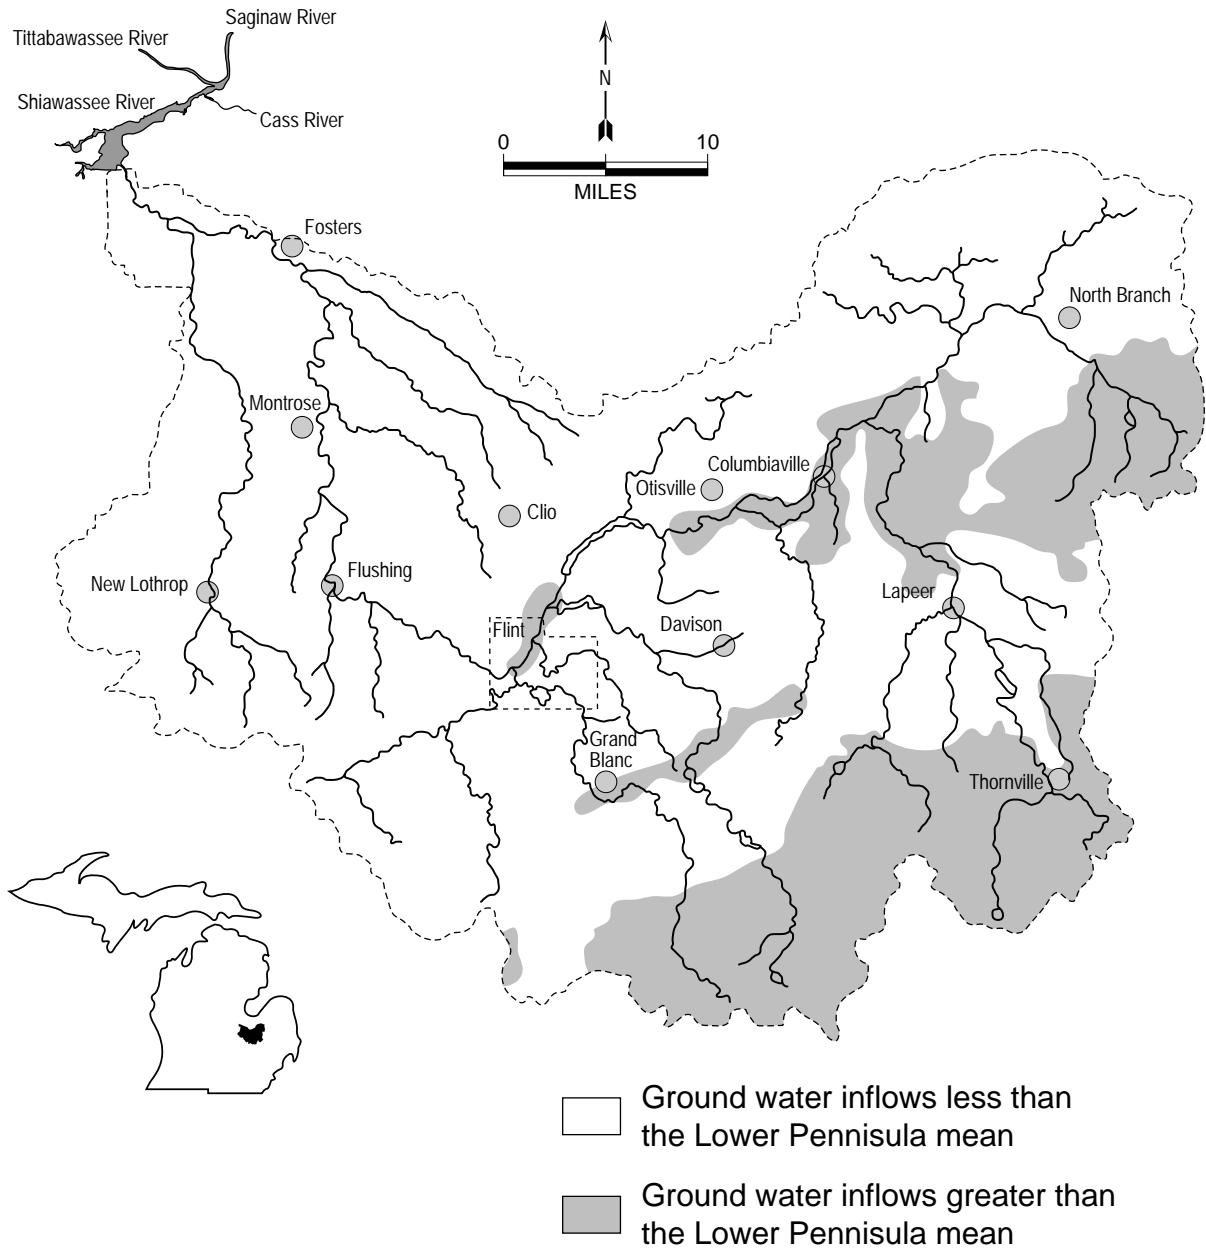 Saginaw River
Tittabawassee River
Shiawassee River
Cass River
N
0
10
MILES
Fosters
North Branch
Montrose
Columbiaville
Otisville
Clio
New Lothrop
Flushing
Lapeer
Flint
Davison
Grand
Blanc
Thornville
Ground water inflows less than
the Lower Pennisula mean
Ground water inflows greater than
the Lower Pennisula mean